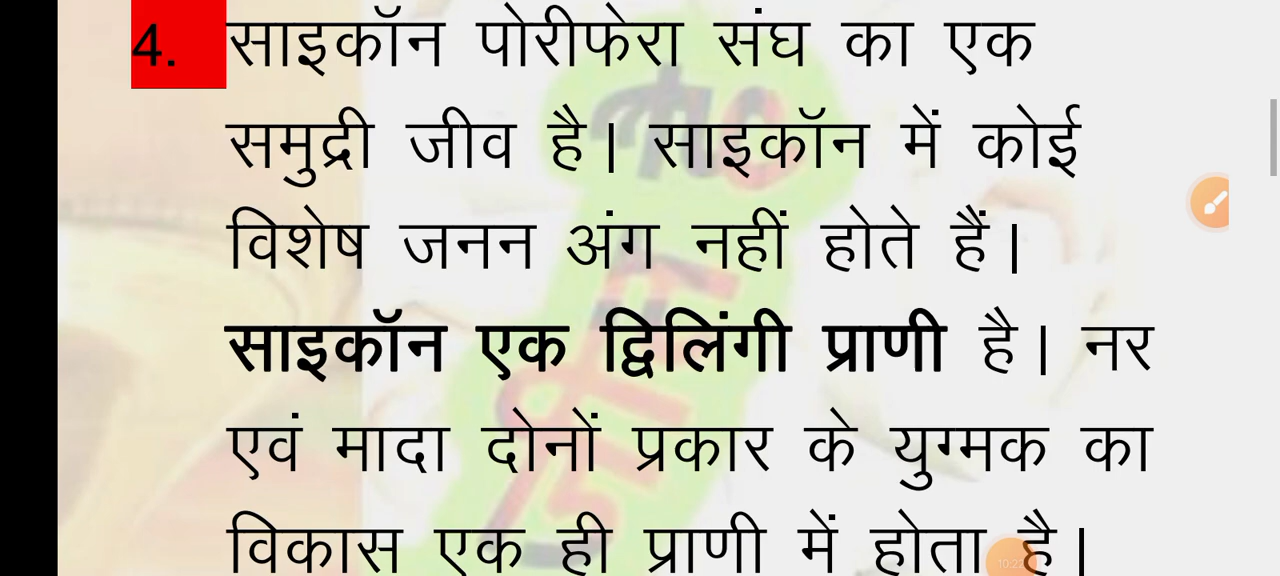 4. साइकॉन पोरीफेरा संघ का एक
समुद्री जीव है। साइकॉन में कोई
विशेष जनन अंग नहीं होते हैं।
साइकॉन एक द्विलिंगी प्राणी है। नर
एवं मादा दोनों प्रकार के युग्मक का
विकास एक ही प्राणी में होता है।